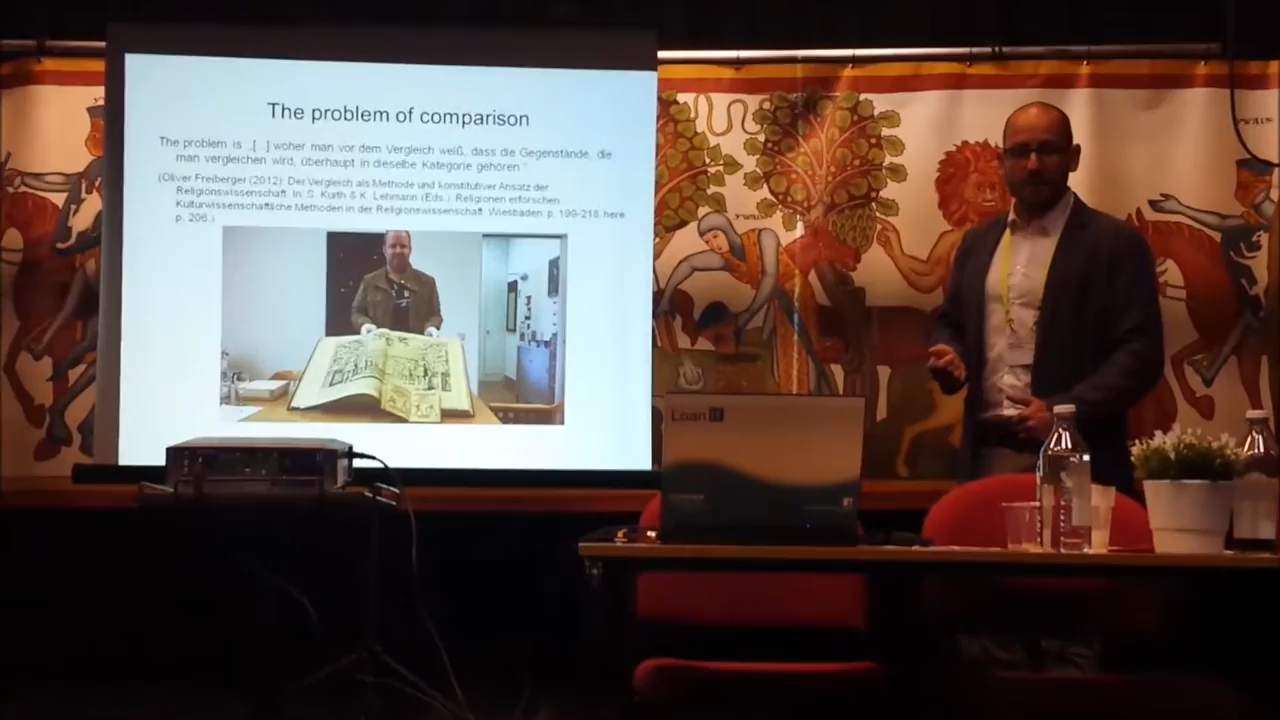 The problem of comparison
The problem is „[...] woher man vor dem Vergleich weiß, dass die Gegenstände, die
man vergleichen wird, überhaupt in dieselbe Kategorie gehören “
(Oliver Freiberger (2012): Der Vergleich als Methode und konstitutiver Ansatz der
Religionswissenschaft. In: S. Kurth & K. Lehmann (Eds.): Religionen erforschen.
Kulturwissenschaftliche Methoden in der Religionswissenschaft. Wiesbaden: p. 199-218, here
p. 206.)
YWAIN
YWAIN
Loan IT